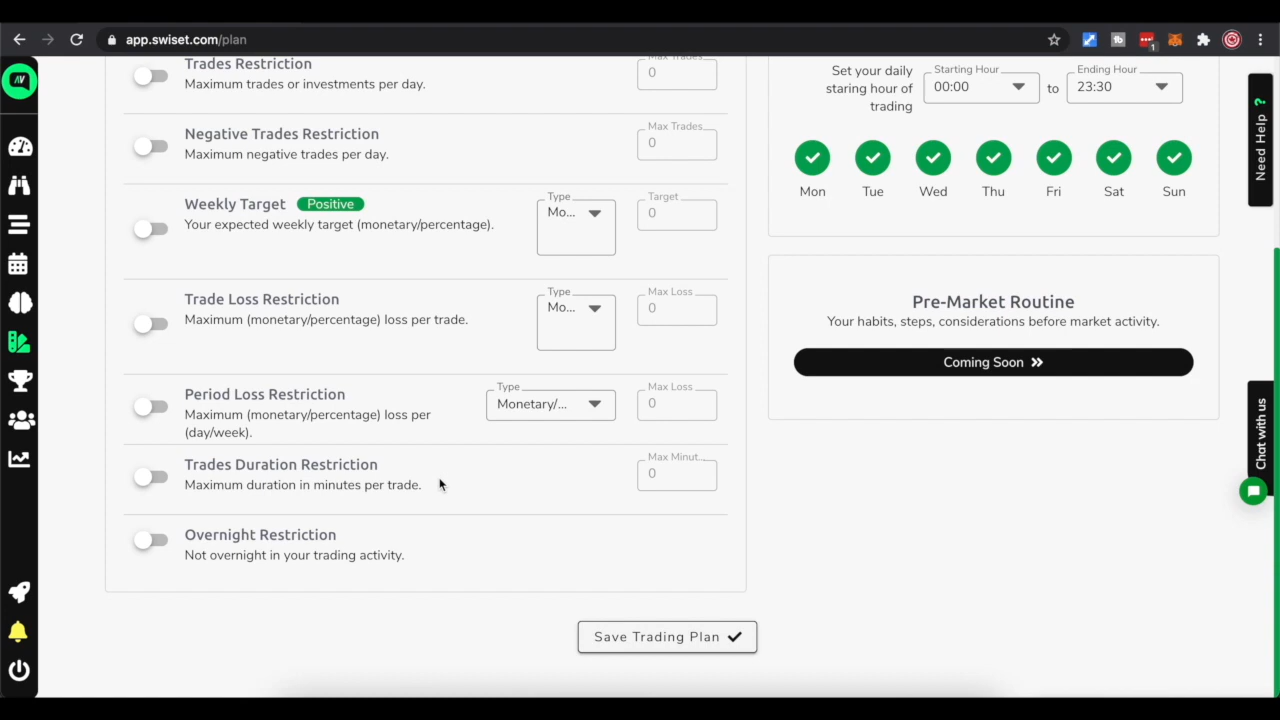 app.swiset.com/plan
1
Trades Restriction
Maximum trades or investments per day.
Max Trades
0
Negative Trades Restriction
Maximum negative trades per day.
Max Trades
0
Weekly Target Positive
Your expected weekly target (monetary/percentage).
Type
Mo...
Target
0
Trade Loss Restriction
Maximum (monetary/percentage) loss per trade.
Type
Mo...
Max Loss
0
Period Loss Restriction
Maximum (monetary/percentage) loss per
(day/week).
Type
Monetary/...
Max Loss
0
Trades Duration Restriction
Maximum duration in minutes per trade.
Max Minut...
0
Overnight Restriction
Not overnight in your trading activity.
Save Trading Plan
Set your daily
staring hour of
trading
Starting Hour
00:00
to
Ending Hour
23:30
Mon Tue Wed Thu Fri Sat Sun
Pre-Market Routine
Your habits, steps, considerations before market activity.
Coming Soon
Need Help ?
Chat with us